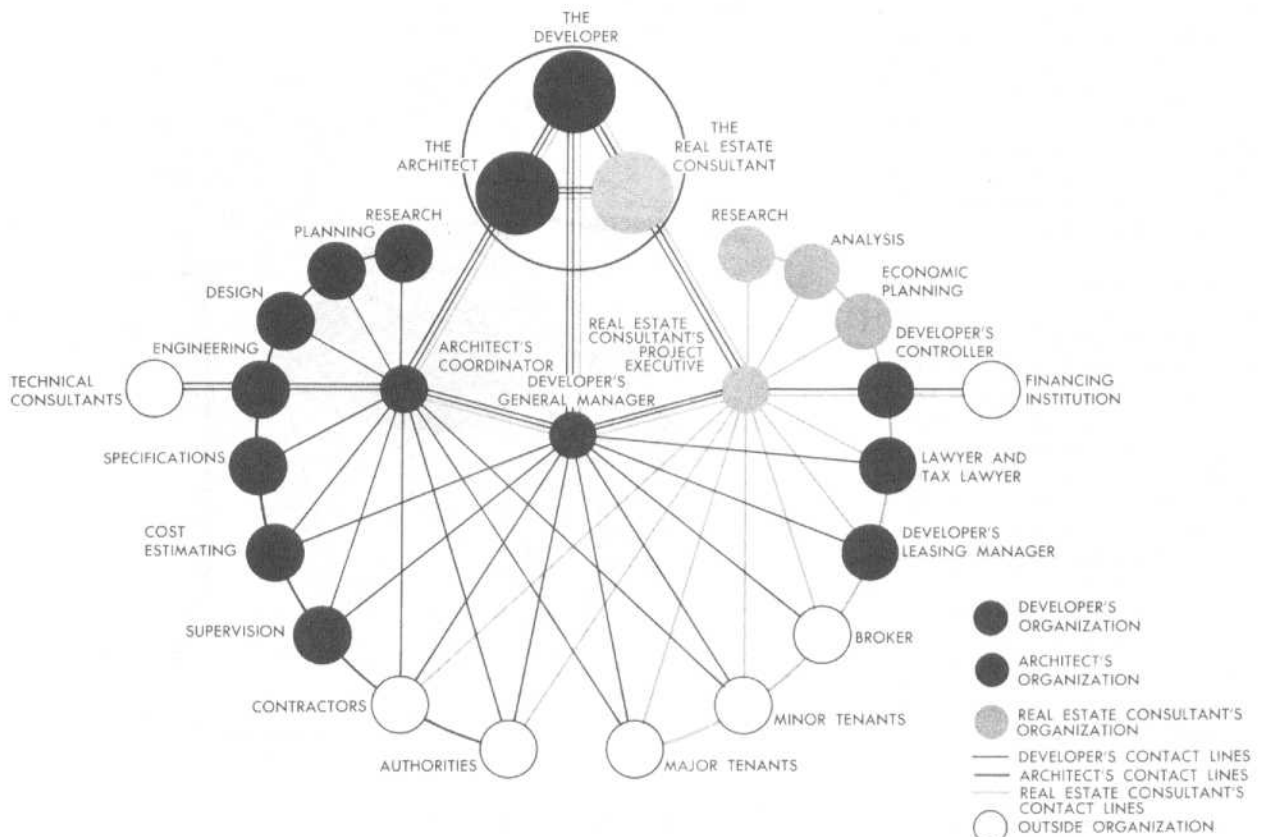 THE
DEVELOPER
THE
ARCHITECT
THE
REAL ESTATE
CONSULTANT
RESEARCH
PLANNING
DESIGN
ENGINEERING
TECHNICAL
CONSULTANTS
SPECIFICATIONS
COST
ESTIMATING
SUPERVISION
CONTRACTORS
AUTHORITIES
ARCHITECT'S
COORDINATOR
DEVELOPER'S
GENERAL MANAGER
REAL ESTATE
CONSULTANT'S
PROJECT
EXECUTIVE
RESEARCH
ANALYSIS
ECONOMIC
PLANNING
DEVELOPER'S
CONTROLLER
FINANCING
INSTITUTION
LAWYER AND
TAX LAWYER
DEVELOPER'S
LEASING MANAGER
BROKER
MINOR TENANTS
MAJOR TENANTS
DEVELOPER'S
ORGANIZATION
ARCHITECT'S
ORGANIZATION
REAL ESTATE CONSULTANT'S
ORGANIZATION
DEVELOPER'S CONTACT LINES
ARCHITECT'S CONTACT LINES
REAL ESTATE CONSULTANT'S
CONTACT LINES
OUTSIDE ORGANIZATION